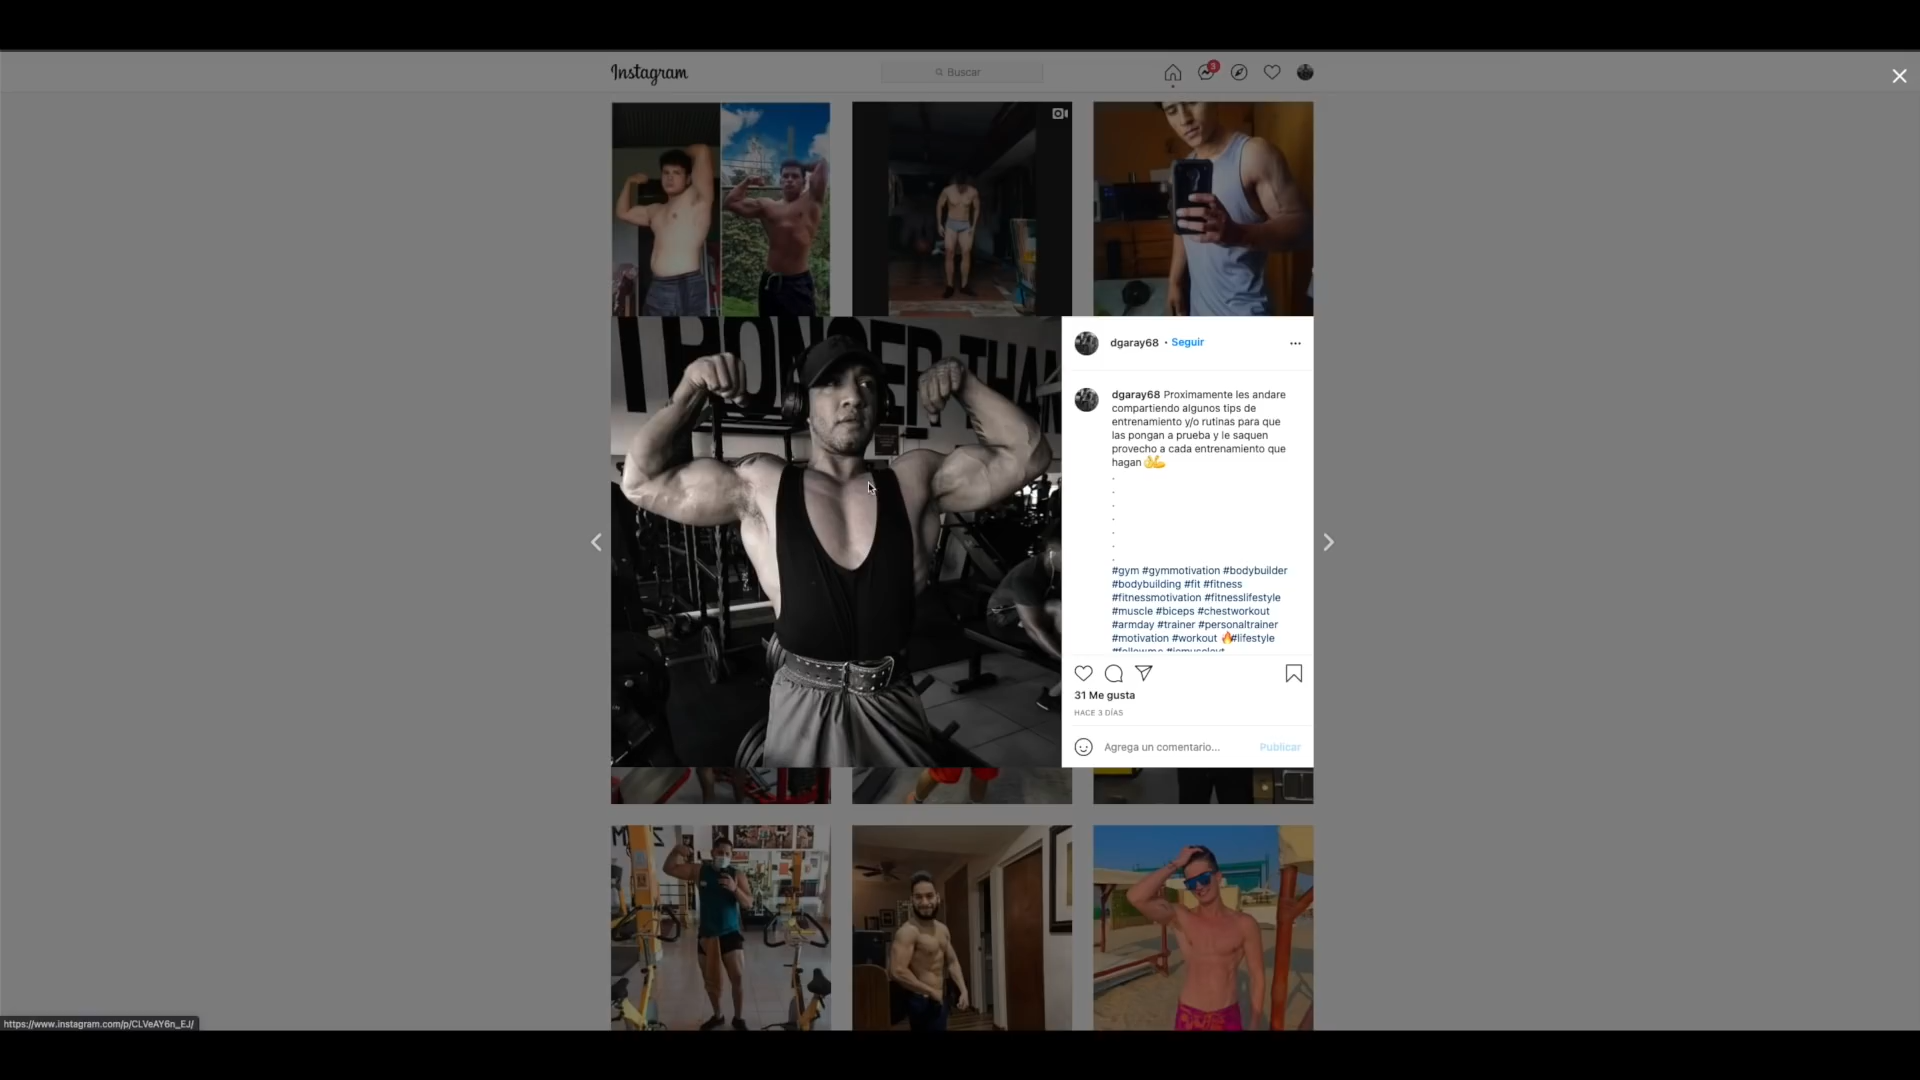 Instagram
Buscar
3
TRONGER THAN
dgaray68 • Seguir
dgaray68 Proximamente les andare
compartiendo algunos tips de
entrenamiento y/o rutinas para que
las pongan a prueba y le saquen
provecho a cada entrenamiento que
hagan
.
.
.
.
.
.
.
#gym #gymmotivation #bodybuilder
#bodybuilding #fit #fitness
#fitnessmotivation #fitnesslifestyle
#muscle #biceps #chestworkout
#armday #trainer #personaltrainer
#motivation #workout 🔥#lifestyle
31 Me gusta
HACE 3 DÍAS
Agrega un comentario... Publicar
https://www.instagram.com/p/CLVeAY6n_EJ/